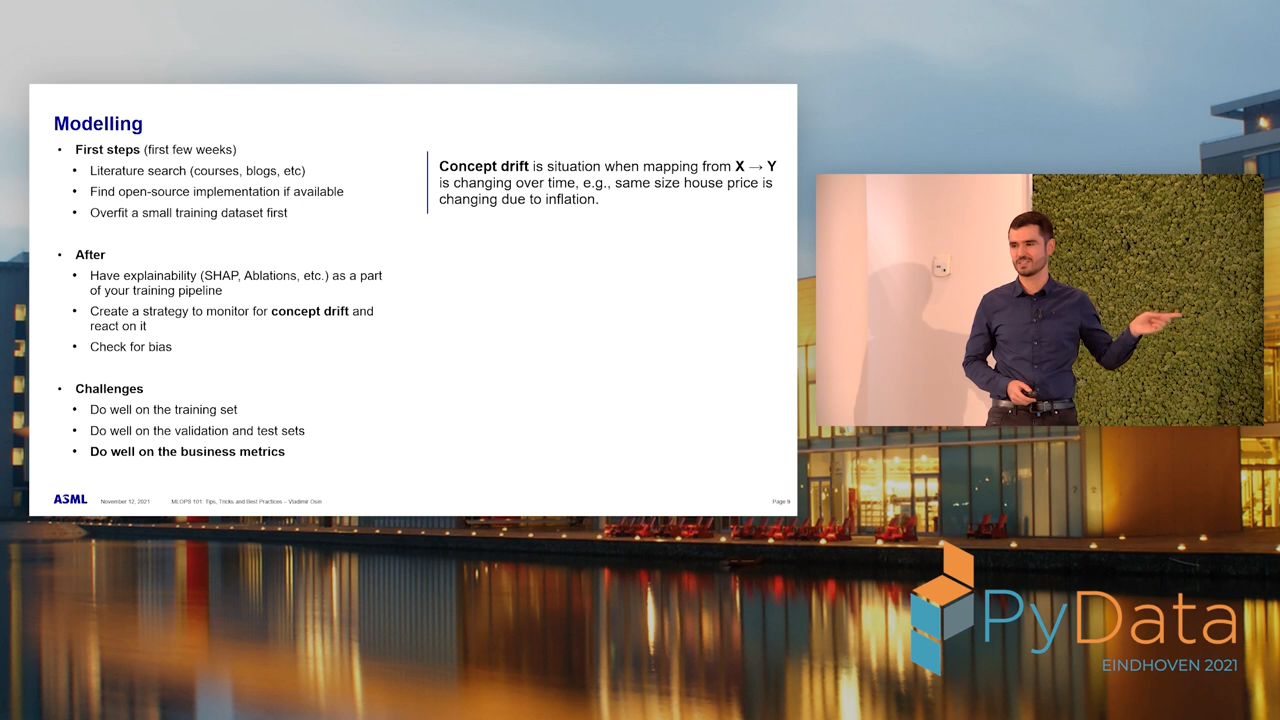 Modelling
• First steps (first few weeks)
• Literature search (courses, blogs, etc)
• Find open-source implementation if available
• Overfit a small training dataset first
• After
• Have explainability (SHAP, Ablations, etc.) as a part
of your training pipeline
• Create a strategy to monitor for concept drift and
react on it
• Check for bias
• Challenges
• Do well on the training set
• Do well on the validation and test sets
• Do well on the business metrics
Concept drift is situation when mapping from X → Y
is changing over time, e.g., same size house price is
changing due to inflation.
ASML November 12, 2021 MLOPS 101: Tips, Tricks and Best Practices – Vladimir Osin Page 9
PyData
EINDHOVEN 2021